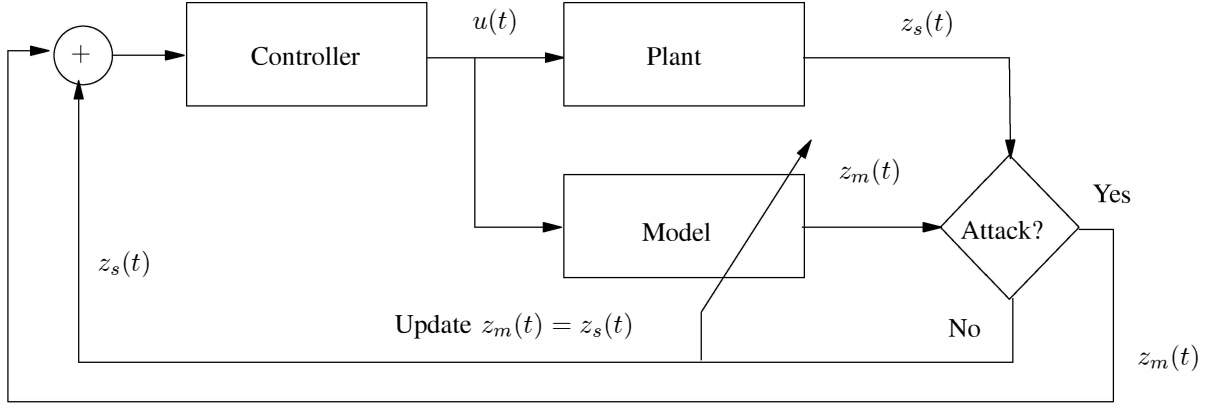 u(t)
z_s(t)
+
Controller
Plant
z_m(t)
Yes
Model
Attack?
z_s(t)
Update z_m(t) = z_s(t)
No
z_m(t)